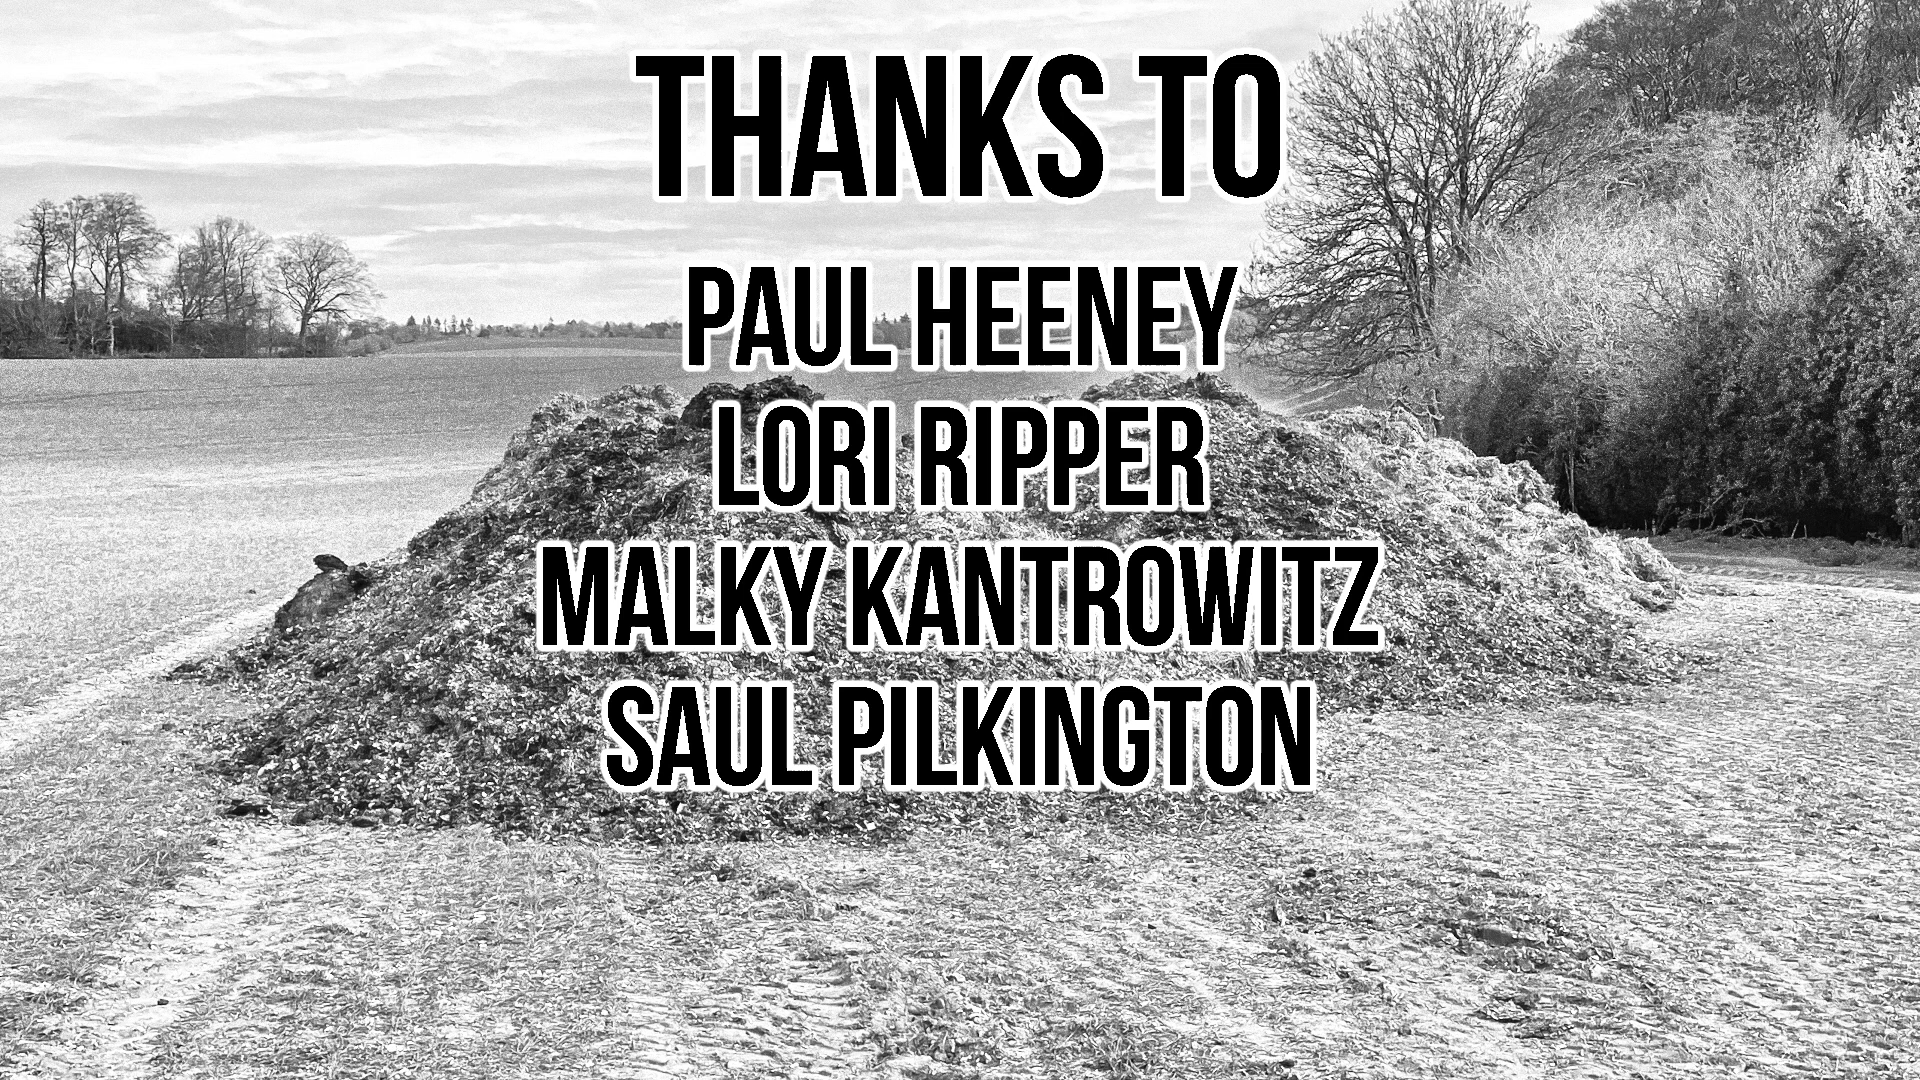 THANKS TO
PAUL HEENEY
LORI RIPPER
MALKY KANTROWITZ
SAUL PILKINGTON